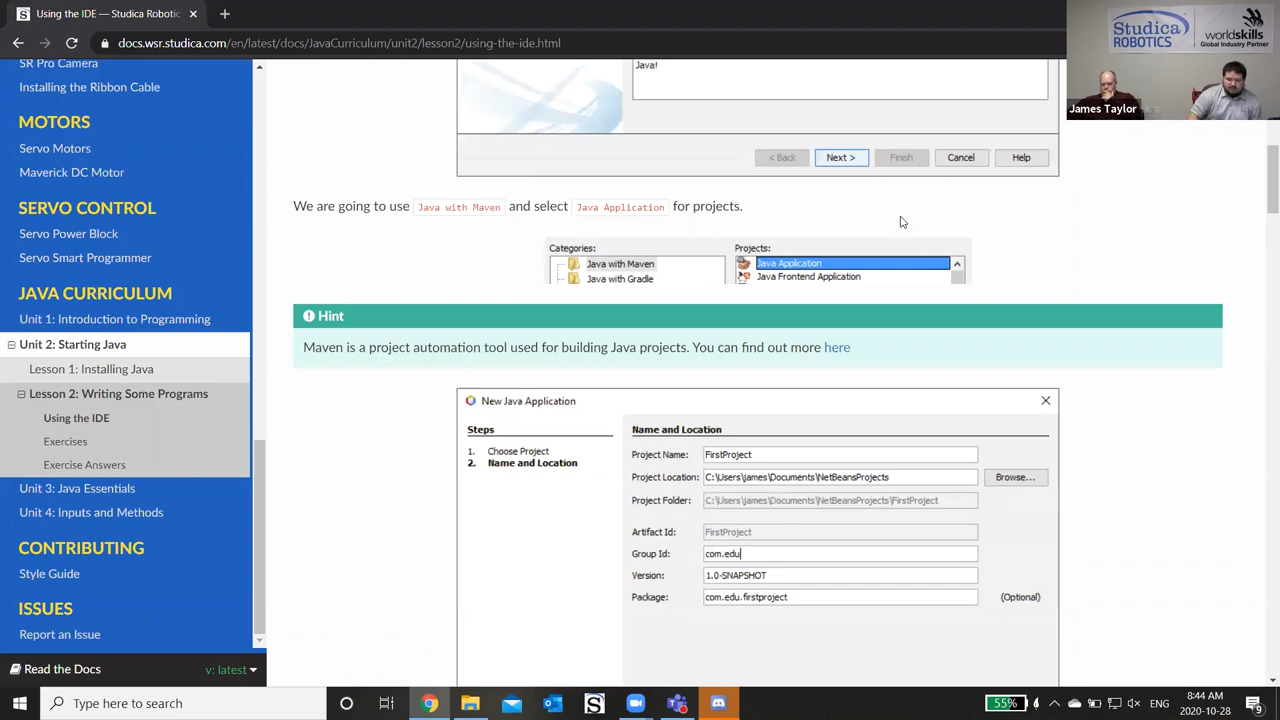 Using the IDE — Studica Robotic
docs.wsr.studica.com/en/latest/docs/JavaCurriculum/unit2/lesson2/using-the-ide.html
Studica
ROBOTICS
worldskills
Global Industry Partner
James Taylor
SR Pro Camera
Installing the Ribbon Cable
MOTORS
Servo Motors
Maverick DC Motor
SERVO CONTROL
Servo Power Block
Servo Smart Programmer
JAVA CURRICULUM
Unit 1: Introduction to Programming
Unit 2: Starting Java
Lesson 1: Installing Java
Lesson 2: Writing Some Programs
Using the IDE
Exercises
Exercise Answers
Unit 3: Java Essentials
Unit 4: Inputs and Methods
CONTRIBUTING
Style Guide
ISSUES
Report an Issue
Read the Docs
v: latest
Java!
< Back
Next >
Finish
Cancel
Help
We are going to use Java with Maven and select Java Application for projects.
Categories:
Java with Maven
Java with Gradle
Projects:
Java Application
Java Frontend Application
Hint
Maven is a project automation tool used for building Java projects. You can find out more here
New Java Application
Steps
1. Choose Project
2. Name and Location
Name and Location
Project Name: FirstProject
Project Location: C:\Users\james\Documents\NetBeansProjects Browse...
Project Folder: C:\Users\james\Documents\NetBeansProjects\FirstProject
Artifact Id: FirstProject
Group Id: com.edu
Version: 1.0-SNAPSHOT
Package: com.edu.firstproject (Optional)
Type here to search
55%
ENG
8:44 AM
2020-10-28
9